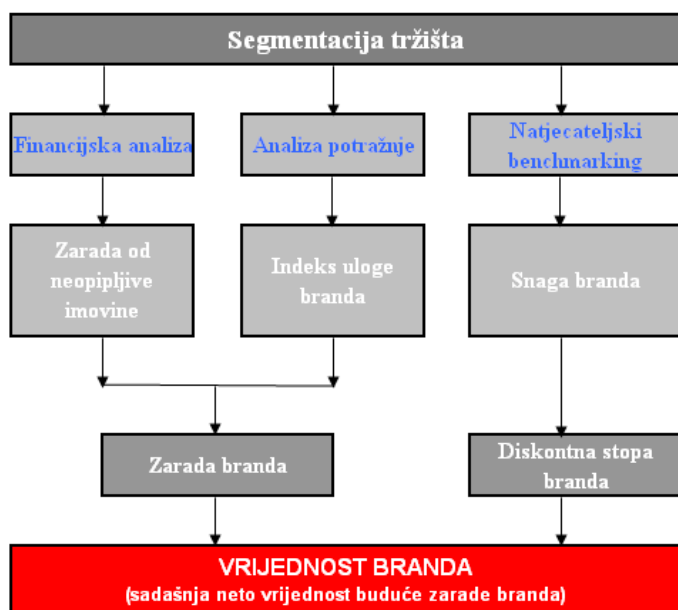 Segmentacija tržišta
Financijska analiza
Analiza potražnje
Natjecateljski
benchmarking
Zarada od
neopipljive
imovine
Indeks uloge
branda
Snaga branda
Zarada branda
Diskontna stopa
branda
VRIJEDNOST BRANDA
(sadašnja neto vrijednost buduće zarade branda)